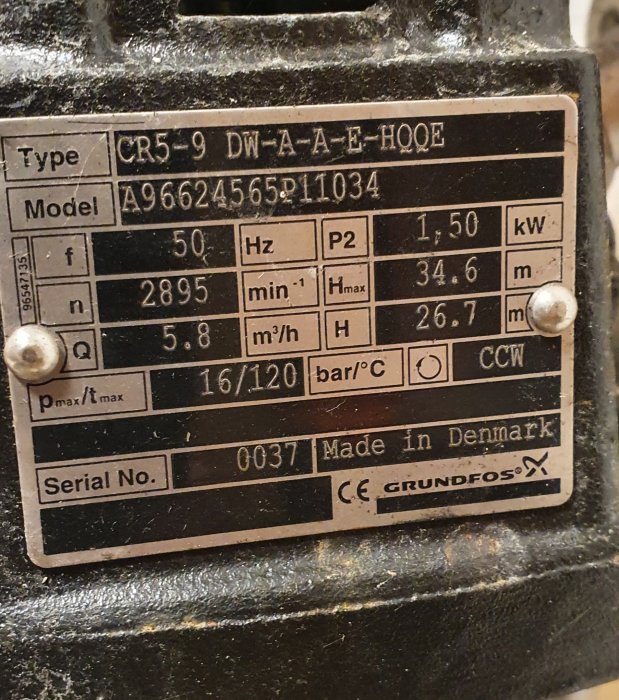 Type CR5-9 DW-A-A-E-HQQE
Model A96624565P11034
f 50 Hz P2 1,50 kW
n 2895 min⁻¹ Hmax 34.6 m
Q 5.8 m³/h H 26.7 m
96547135
pmax/tmax 16/120 bar/°C CCW
Serial No. 0037 Made in Denmark
CE GRUNDFOS®